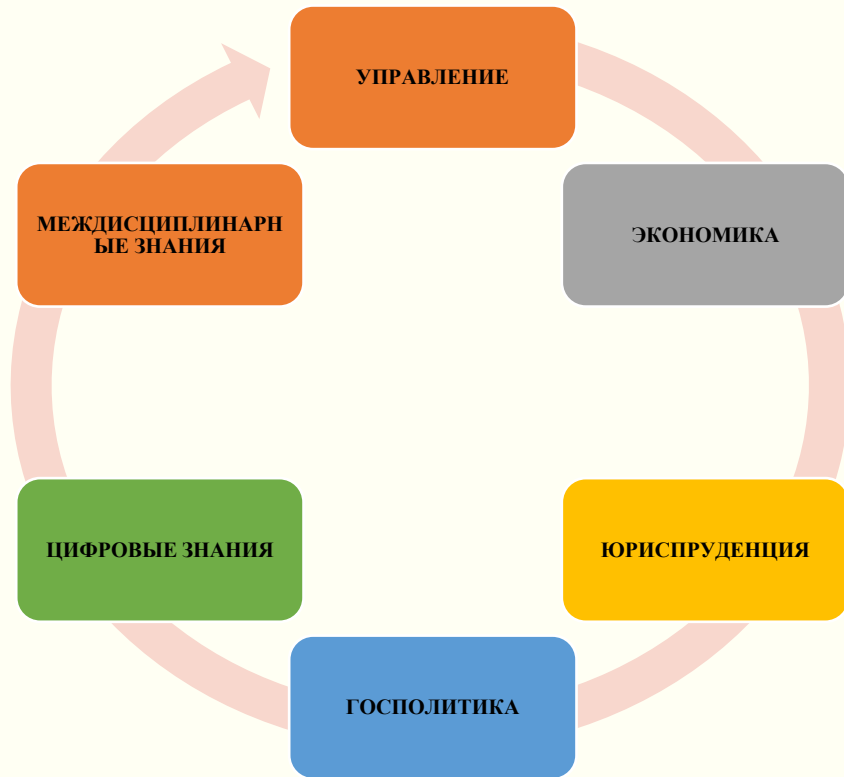 УПРАВЛЕНИЕ
ЭКОНОМИКА
ЮРИСПРУДЕНЦИЯ
ГОСПОЛИТИКА
ЦИФРОВЫЕ ЗНАНИЯ
МЕЖДИСЦИПЛИНАРН
ЫЕ ЗНАНИЯ